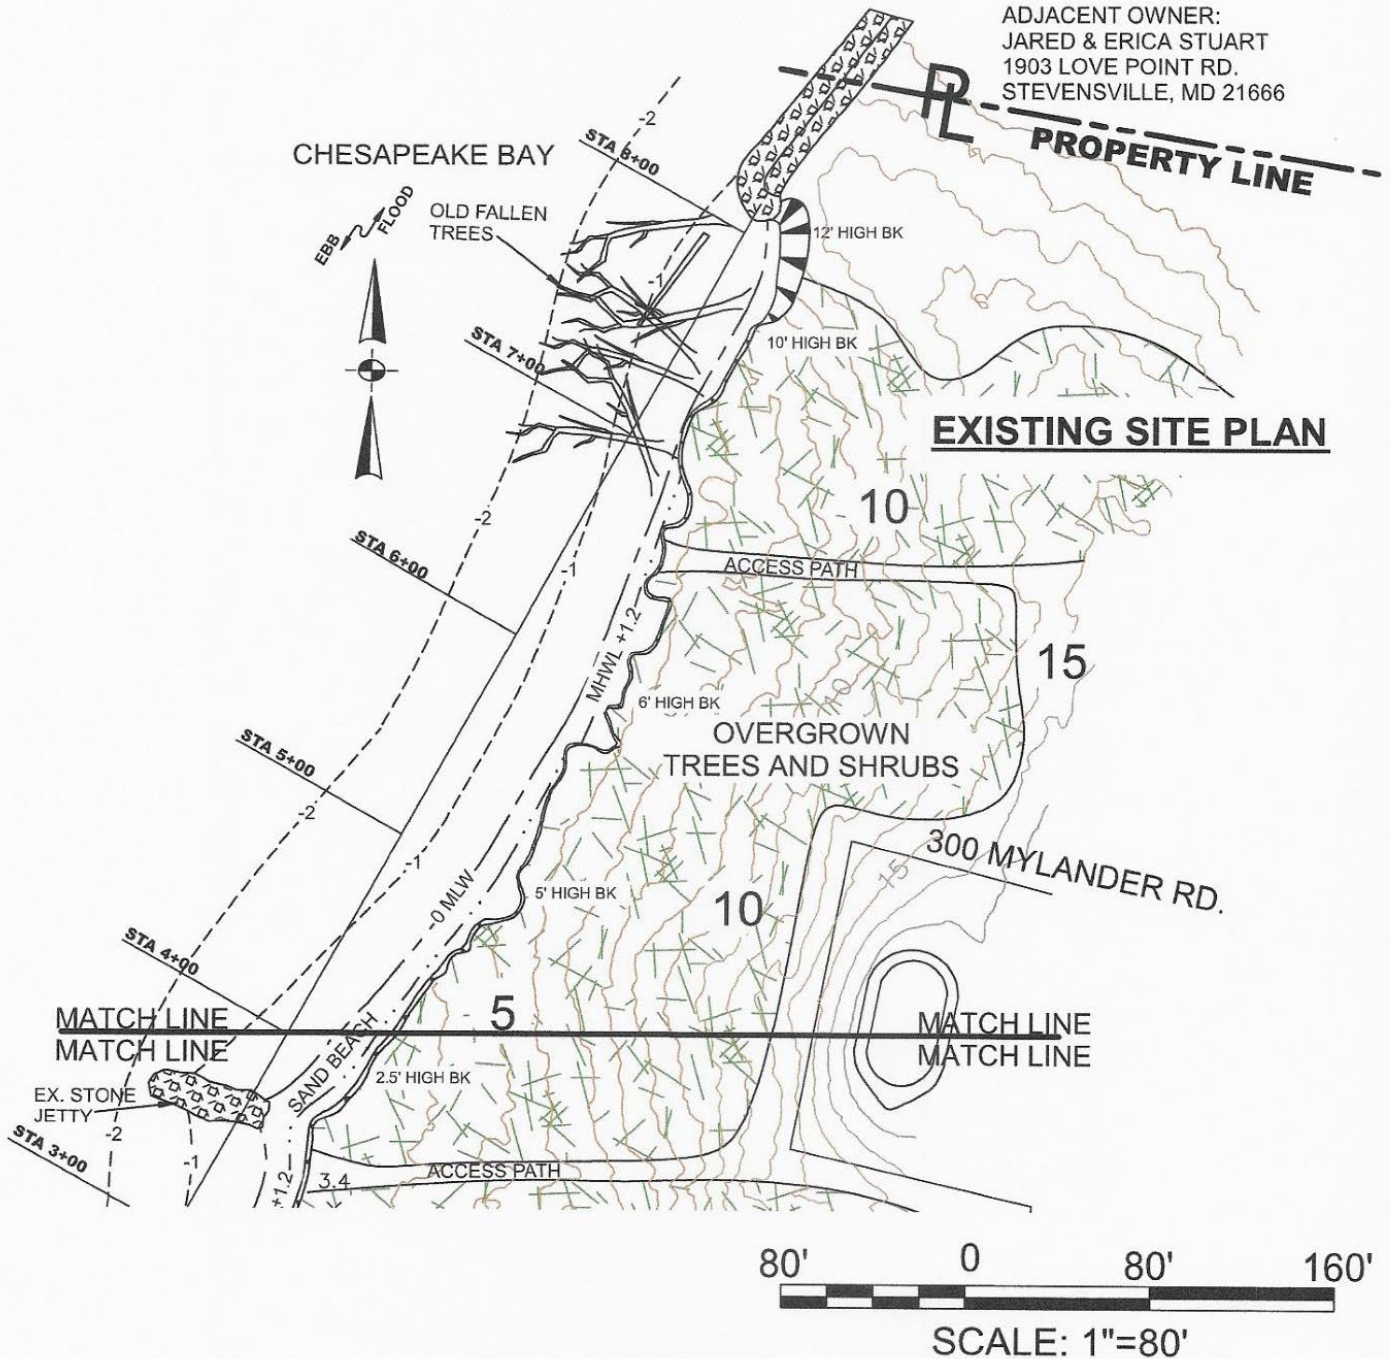 ADJACENT OWNER:
JARED & ERICA STUART
1903 LOVE POINT RD.
STEVENSVILLE, MD 21666
PL
PROPERTY LINE
-2
STA 8+00
CHESAPEAKE BAY
EBB
FLOOD
OLD FALLEN
TREES
12' HIGH BK
-1
STA 7+00
10' HIGH BK
EXISTING SITE PLAN
10
-2
STA 6+00
-1
ACCESS PATH
MHWL +1.2
15
10
6' HIGH BK
OVERGROWN
TREES AND SHRUBS
STA 5+00
-2
-1
300 MYLANDER RD.
15
5' HIGH BK
0 MLW
10
STA 4+00
5
MATCH LINE
MATCH LINE
MATCH LINE
MATCH LINE
SAND BEACH
2.5' HIGH BK
EX. STONE
JETTY
STA 3+00
-2
-1
+1.2
3.4
ACCESS PATH
80' 0 80' 160'
SCALE: 1"=80'